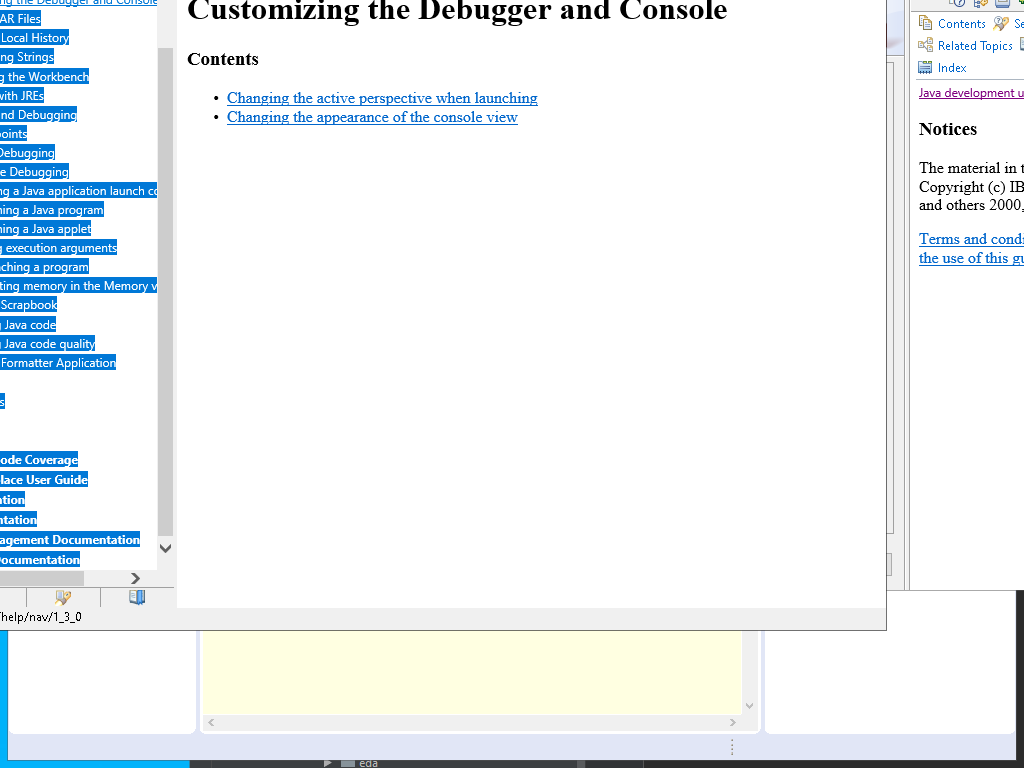 ing the Debugger and Console
AR Files
Local History
ng Strings
g the Workbench
with JREs
nd Debugging
points
Debugging
e Debugging
ng a Java application launch co
hing a Java program
hing a Java applet
g execution arguments
ching a program
ting memory in the Memory v
Scrapbook
g Java code
g Java code quality
Formatter Application
s
ode Coverage
lace User Guide
tion
ntation
agement Documentation
Documentation
/help/nav/1_3_0
Customizing the Debugger and Console
Contents
• Changing the active perspective when launching
• Changing the appearance of the console view
Contents Se
Related Topics
Index
Java development u
Notices
The material in t
Copyright (c) IB
and others 2000,
Terms and condi
the use of this gu
eda